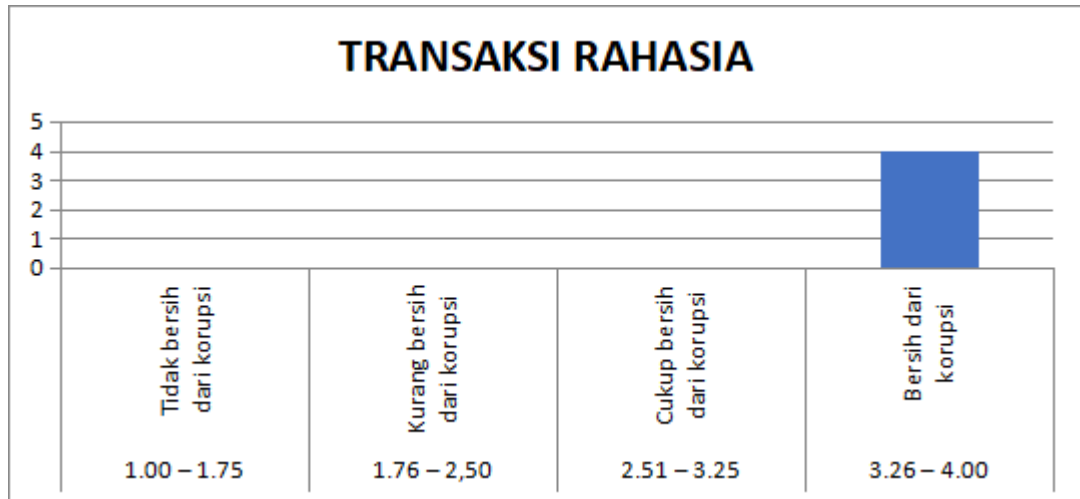 TRANSAKSI RAHASIA
5
4
3
2
1
0
Tidak bersih
dari korupsi
Kurang bersih
dari korupsi
Cukup bersih
dari korupsi
Bersih dari
korupsi
1.00 – 1.75
1.76 – 2,50
2.51 – 3.25
3.26 – 4.00